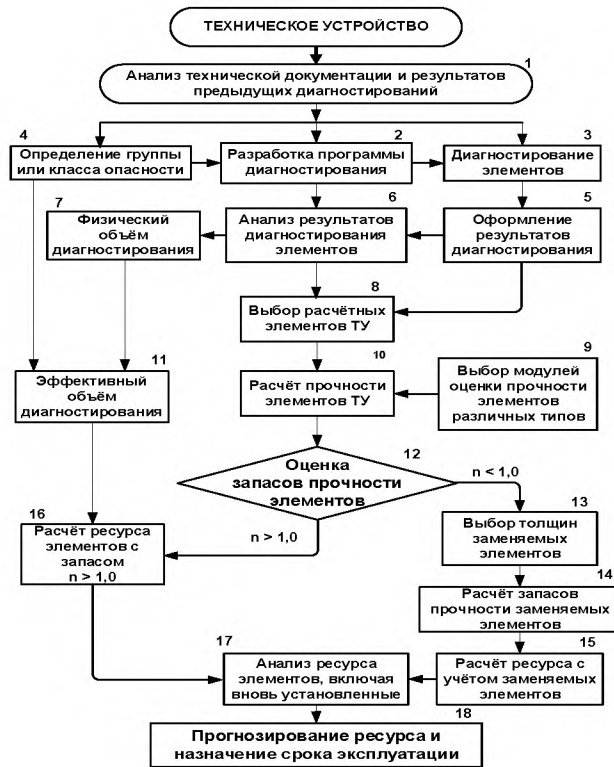 ТЕХНИЧЕСКОЕ УСТРОЙСТВО
1
Анализ технической документации и результатов
предыдущих диагностирований
4
Определение группы
или класса опасности
2
Разработка программы
диагностирования
3
Диагностирование
элементов
7
Физический
объём
диагностирования
6
Анализ результатов
диагностирования
элементов
5
Оформление
результатов
диагностирования
8
Выбор расчётных
элементов ТУ
11
Эффективный
объём
диагностирования
10
Расчёт прочности
элементов ТУ
9
Выбор модулей
оценки прочности
элементов
различных типов
12
Оценка
запасов прочности
элементов
n < 1,0
n > 1,0
13
Выбор толщин
заменяемых
элементов
16
Расчёт ресурса
элементов с
запасом
n > 1,0
14
Расчёт запасов
прочности заменяемых
элементов
17
Анализ ресурса
элементов, включая
вновь установленные
15
Расчёт ресурса с
учётом заменяемых
элементов
18
Прогнозирование ресурса и
назначение срока эксплуатации